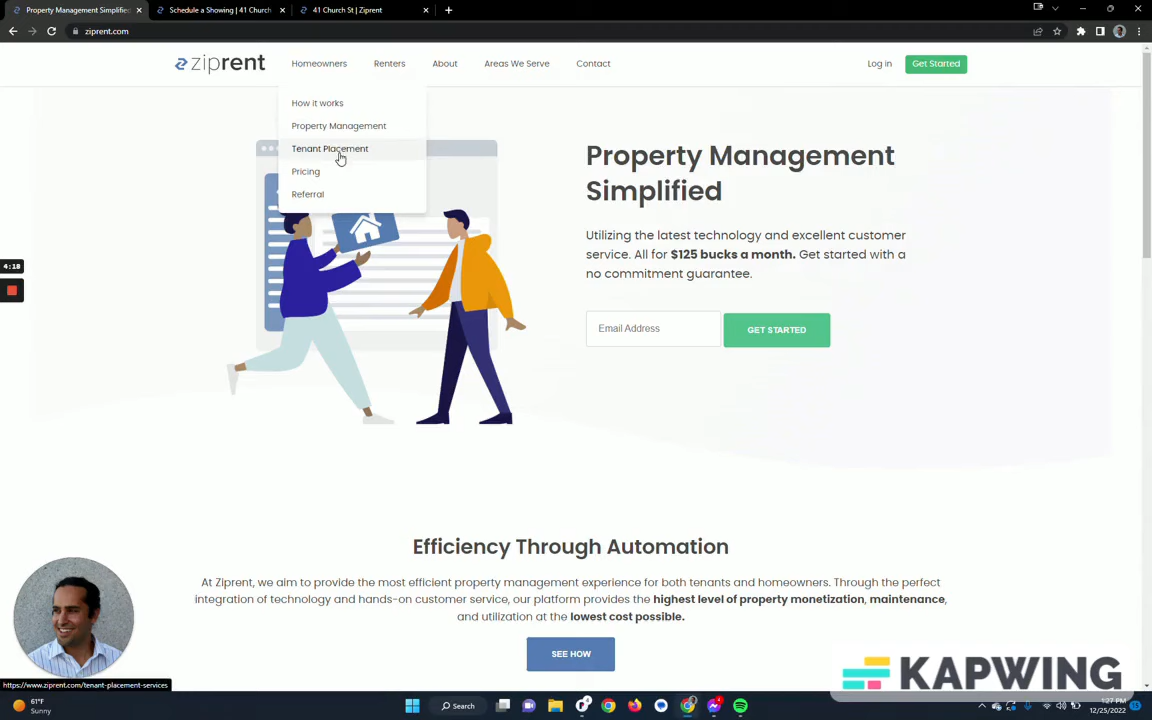 Property Management Simplified
Schedule a Showing | 41 Church
41 Church St | Ziprent
ziprent.com
ziprent
Homeowners
Renters
About
Areas We Serve
Contact
Log in
Get Started
How it works
Property Management
Tenant Placement
Pricing
Referral
Property Management
Simplified
Utilizing the latest technology and excellent customer
service. All for $125 bucks a month. Get started with a
no commitment guarantee.
Email Address
GET STARTED
4:18
Efficiency Through Automation
At Ziprent, we aim to provide the most efficient property management experience for both tenants and homeowners. Through the perfect
integration of technology and hands-on customer service, our platform provides the highest level of property monetization, maintenance,
and utilization at the lowest cost possible.
SEE HOW
KAPWING
https://www.ziprent.com/tenant-placement-services
61°F
Sunny
Search
1:27 PM
12/25/2022